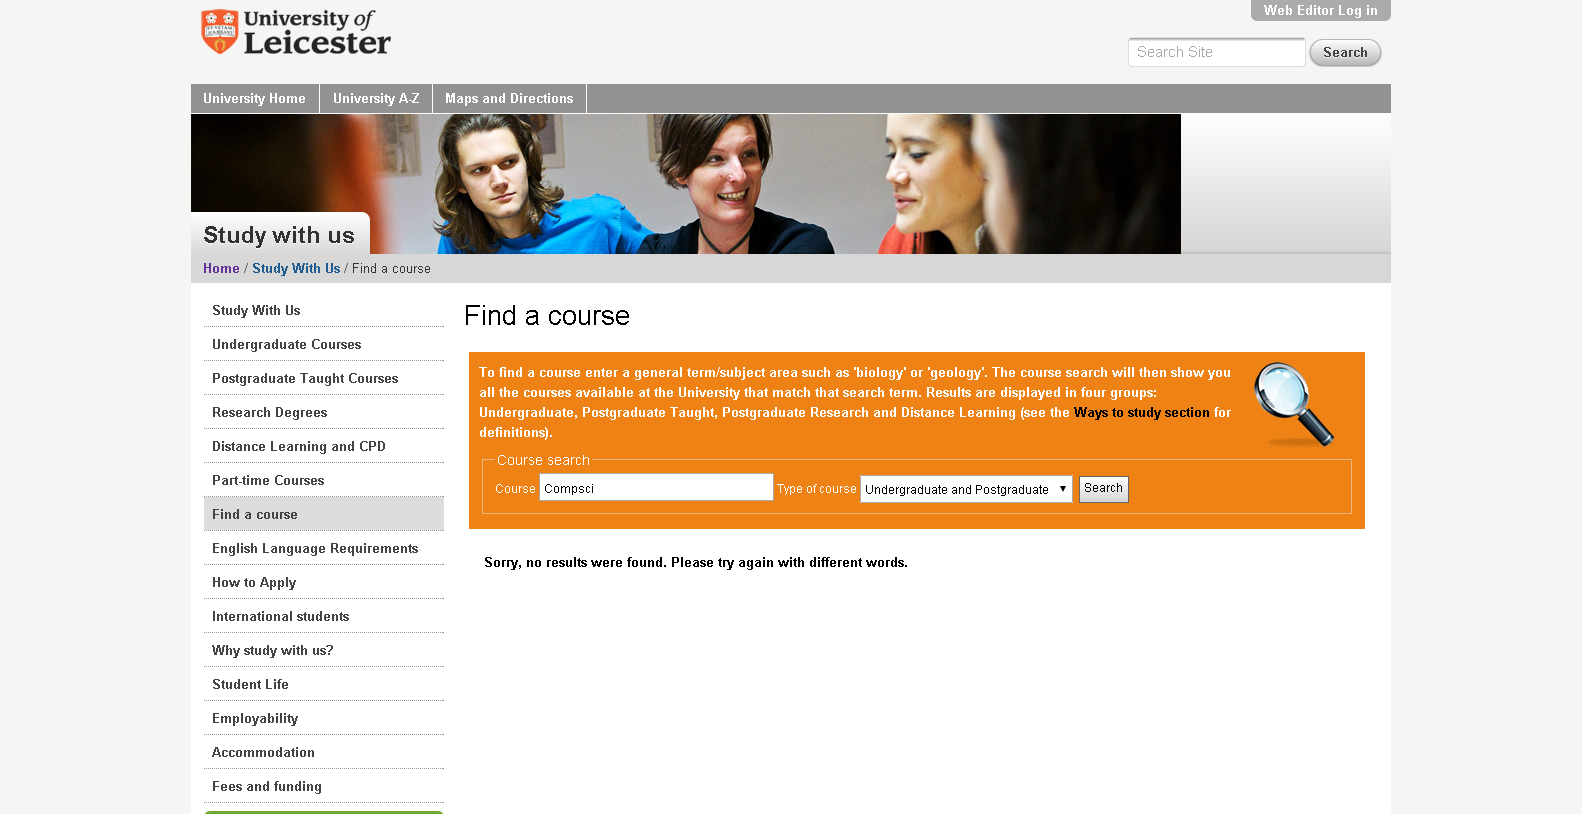 University of
Leicester
Web Editor Log in
Search Site
Search
University Home
University A-Z
Maps and Directions
Study with us
Home / Study With Us / Find a course
Study With Us
Undergraduate Courses
Postgraduate Taught Courses
Research Degrees
Distance Learning and CPD
Part-time Courses
Find a course
English Language Requirements
How to Apply
International students
Why study with us?
Student Life
Employability
Accommodation
Fees and funding
Find a course
To find a course enter a general term/subject area such as 'biology' or 'geology'. The course search will then show you
all the courses available at the University that match that search term. Results are displayed in four groups:
Undergraduate, Postgraduate Taught, Postgraduate Research and Distance Learning (see the Ways to study section for
definitions).
Course search
Course Compsci Type of course Undergraduate and Postgraduate Search
Sorry, no results were found. Please try again with different words.